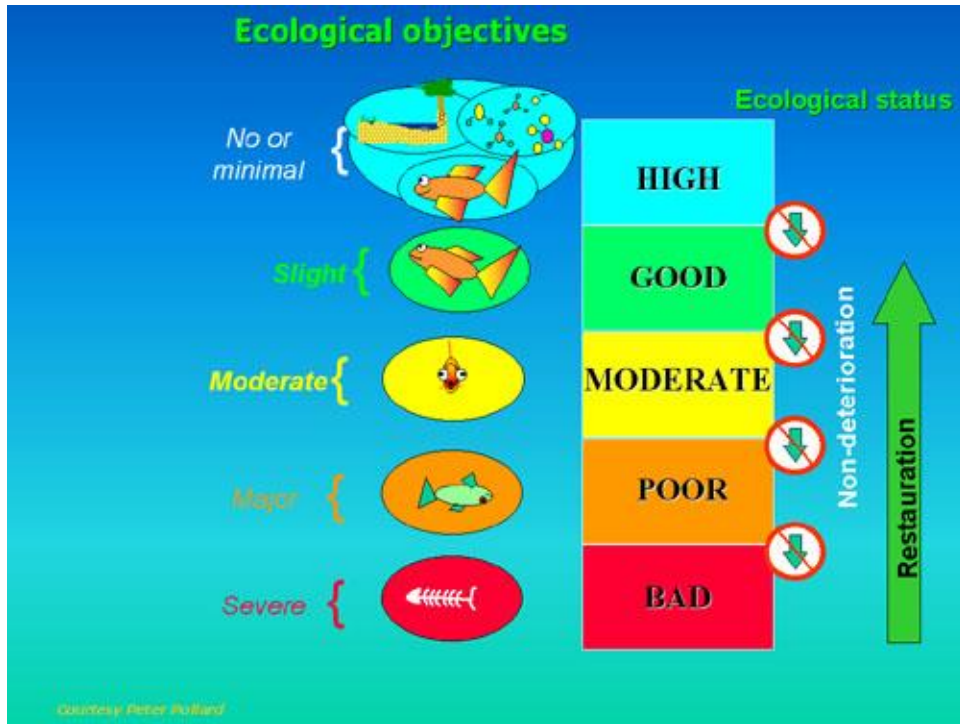 Ecological objectives
Ecological status
No or
minimal
HIGH
Slight
GOOD
Moderate
MODERATE
Major
POOR
Severe
BAD
Non-deterioration
Restauration
Courtesy Peter Pollard